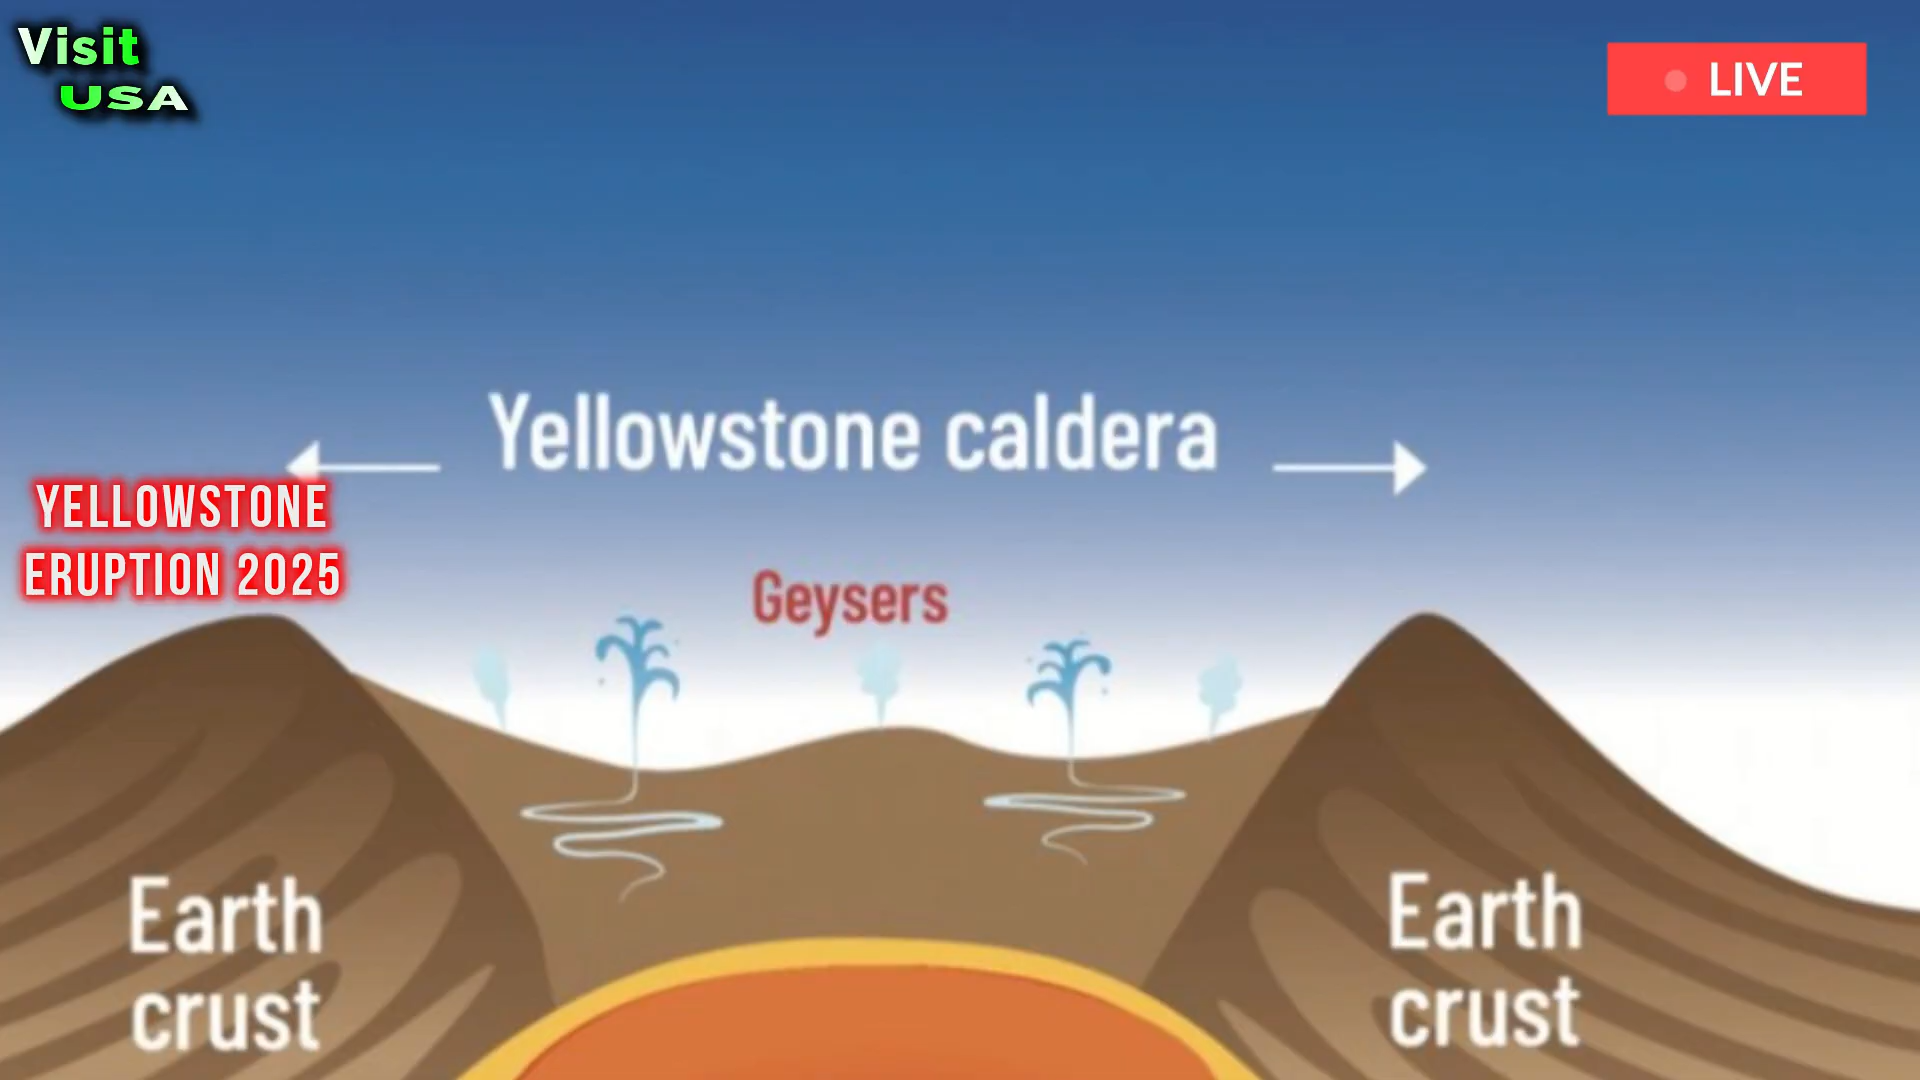 Visit
USA
LIVE
Yellowstone caldera
YELLOWSTONE
ERUPTION 2025
Geysers
Earth
crust
Earth
crust